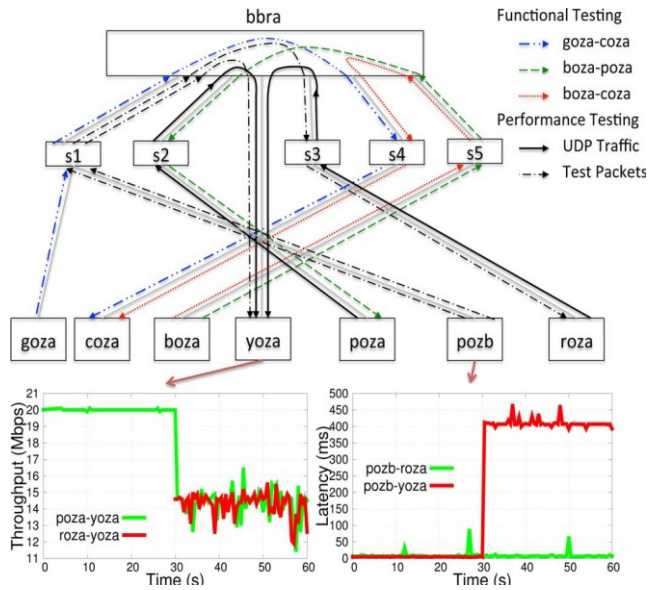 bbra
Functional Testing
goza-coza
boza-poza
boza-coza
Performance Testing
UDP Traffic
Test Packets
s1
s2
s3
s4
s5
goza
coza
boza
yoza
poza
pozb
roza
Throughput (Mbps)
21
20
19
18
17
16
15
14
13
12
11
poza-yoza
roza-yoza
0 10 20 30 40 50 60
Time (s)
Latency (ms)
500
450
400
350
300
250
200
150
100
50
0
pozb-roza
pozb-yoza
0 10 20 30 40 50 60
Time (s)